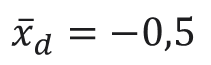 x̄_d = −0,5